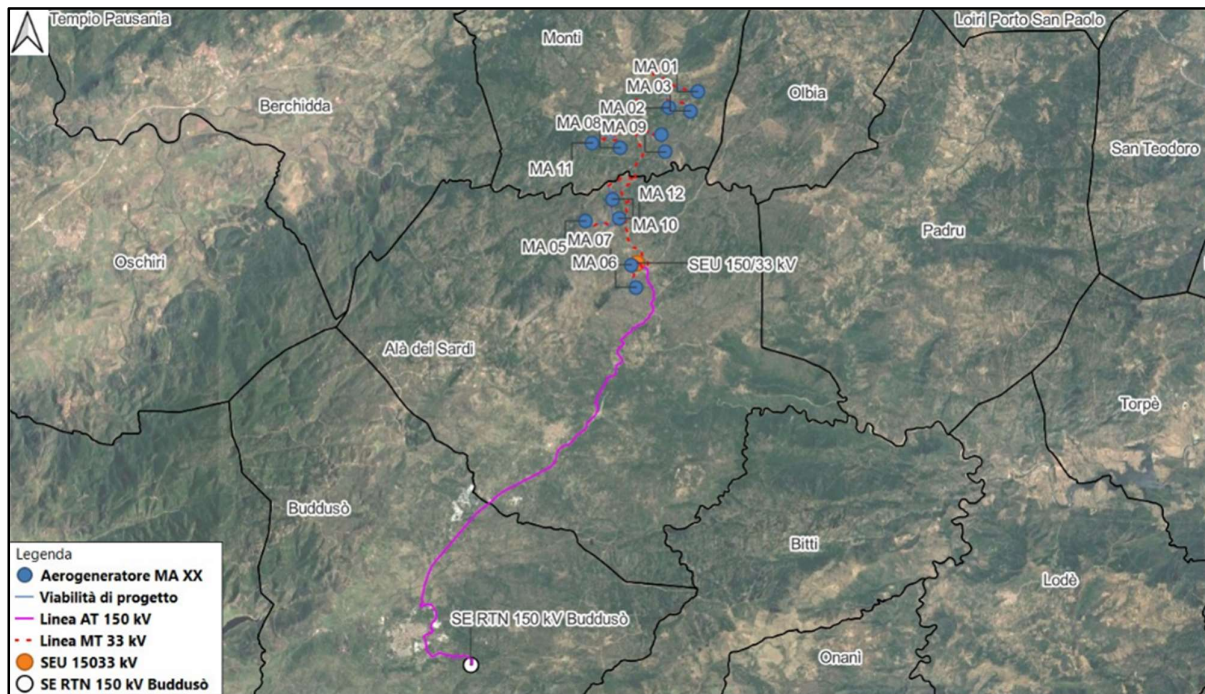 Tempio Pausania
Loiri Porto San Paolo
Monti
MA 01
MA 03
Berchidda
Olbia
MA 02
MA 08
MA 09
San Teodoro
MA 11
MA 12
MA 10
Padru
MA 05
MA 07
Oschiri
MA 06
SEU 150/33 kV
Alà dei Sardi
Torpè
Buddusò
Bitti
Lodè
SE RTN 150 kV Buddusò
Onanì
Legenda
Aerogeneratore MA XX
Viabilità di progetto
Linea AT 150 kV
Linea MT 33 kV
SEU 15033 kV
SE RTN 150 kV Buddusò